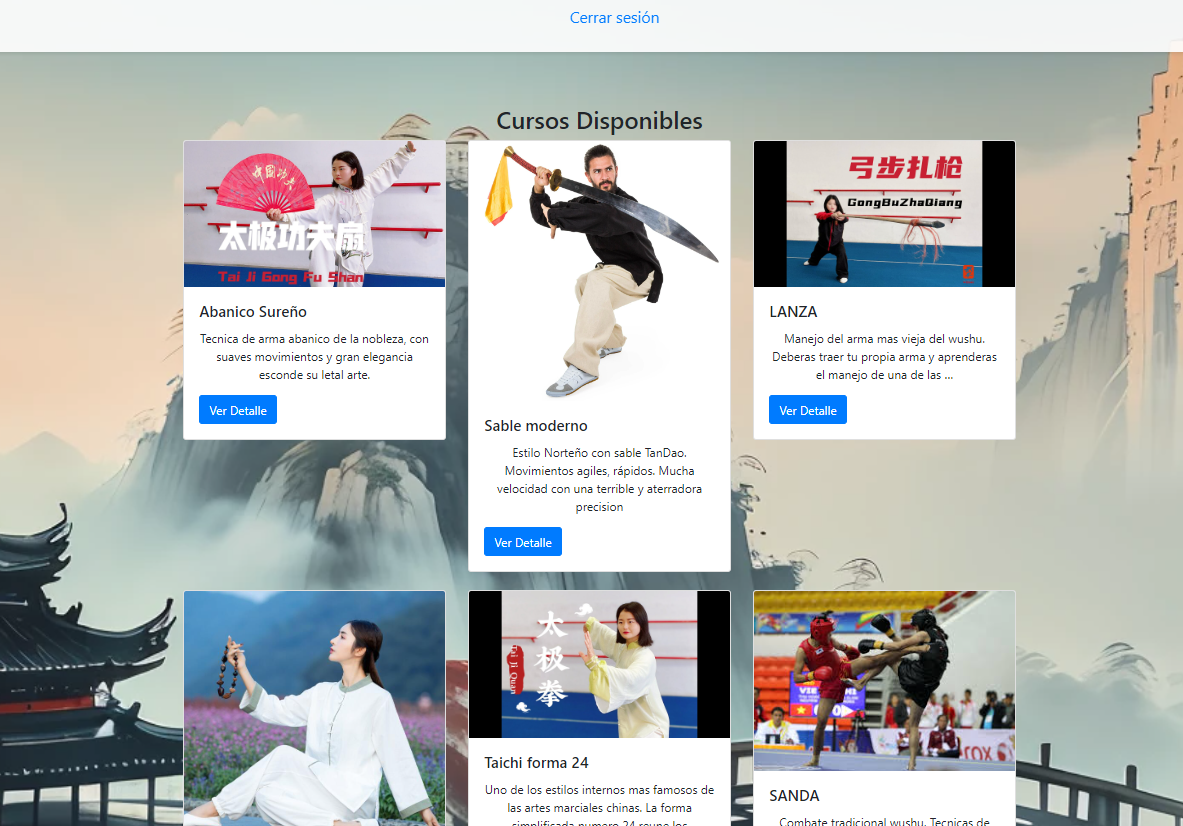 Cerrar sesión
Cursos Disponibles
中国功夫
太极功夫扇
Tai Ji Gong Fu Shan
Abanico Sureño
Tecnica de arma abanico de la nobleza, con
suaves movimientos y gran elegancia
esconde su letal arte.
Ver Detalle
Sable moderno
Estilo Norteño con sable TanDao.
Movimientos agiles, rápidos. Mucha
velocidad con una terrible y aterradora
precision
Ver Detalle
弓步扎枪
GongBuZhaQiang
LANZA
Manejo del arma mas vieja del wushu.
Deberas traer tu propia arma y aprenderas
el manejo de una de las ...
Ver Detalle
太极拳
Tai Ji Quan
Taichi forma 24
Uno de los estilos internos mas famosos de
las artes marciales chinas. La forma
simplificada numero 24 reune los
VIE
SANDA
Combate tradicional wushu. Tecnicas de